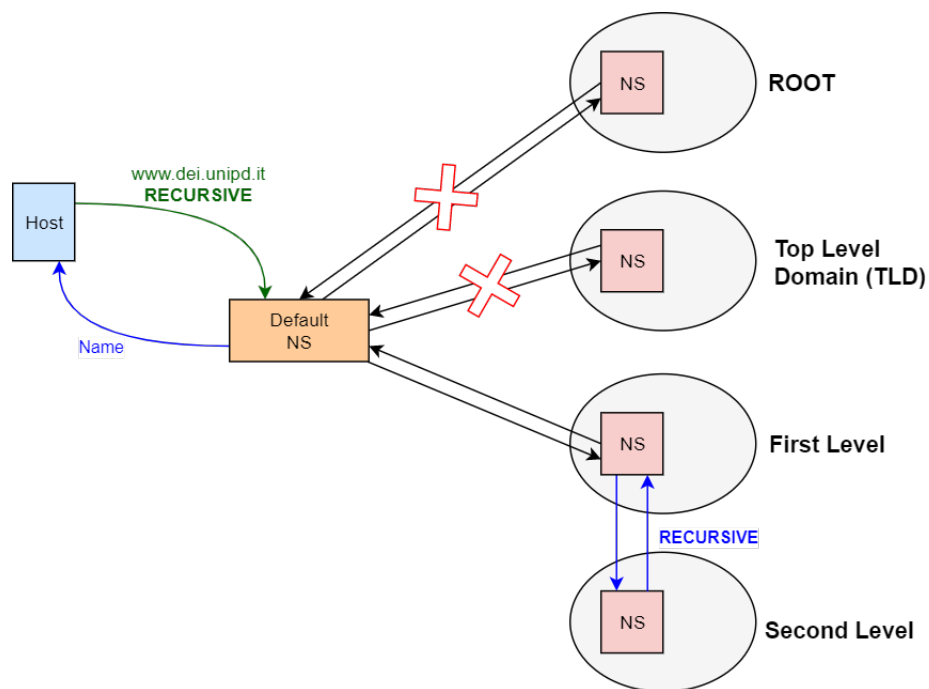 NS
ROOT
www.dei.unipd.it
RECURSIVE
Host
NS
Top Level
Domain (TLD)
Default
NS
Name
NS
First Level
RECURSIVE
NS
Second Level